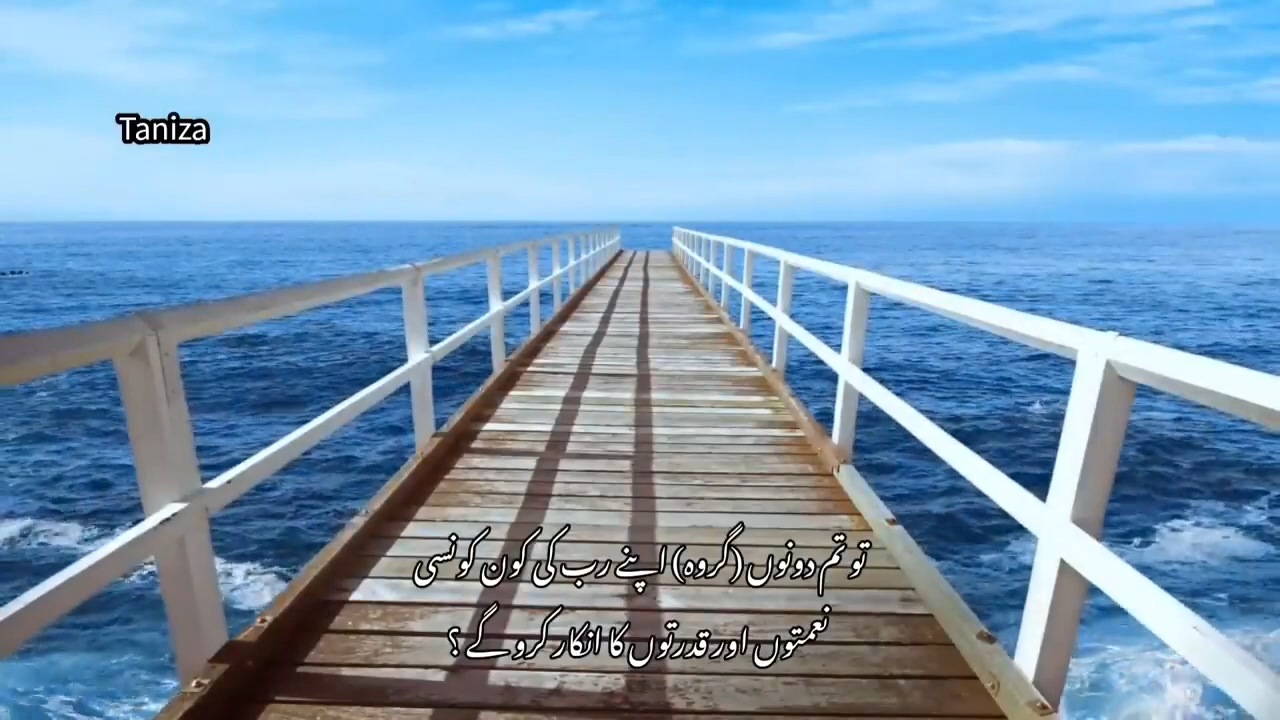 Taniza
تو تم دونوں (گروہ) اپنے رب کی کون کونسی
نعمتوں اور قدرتوں کا انکار کرو گے ؟